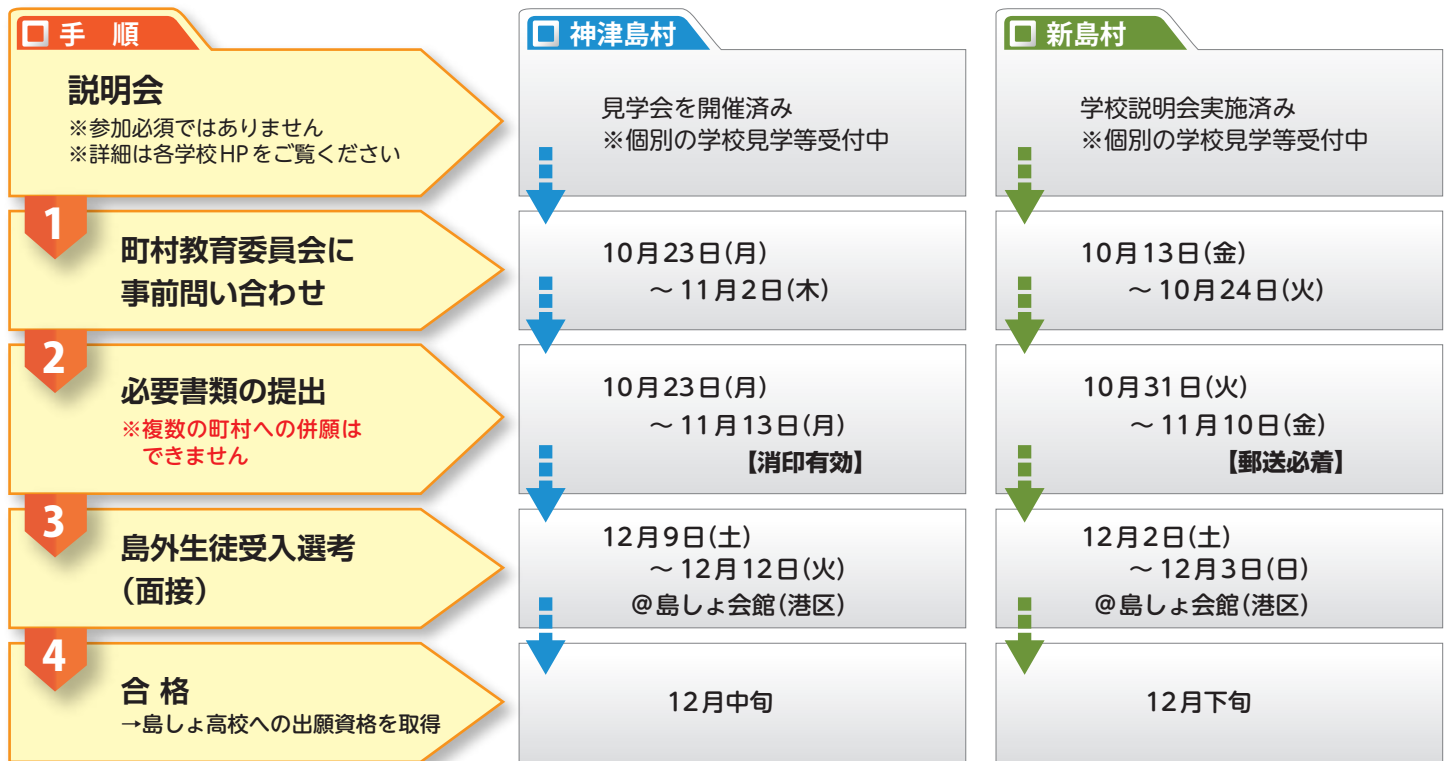 手 順
説明会
※参加必須ではありません
※詳細は各学校HPをご覧ください
1
町村教育委員会に
事前問い合わせ
2
必要書類の提出
※複数の町村への併願は
できません
3
島外生徒受入選考
（面接）
4
合 格
→島しょ高校への出願資格を取得
神津島村
見学会を開催済み
※個別の学校見学等受付中
10月23日(月)
～11月2日(木)
10月23日(月)
～11月13日(月)
【消印有効】
12月9日(土)
～12月12日(火)
＠島しょ会館(港区)
12月中旬
新島村
学校説明会実施済み
※個別の学校見学等受付中
10月13日(金)
～10月24日(火)
10月31日(火)
～11月10日(金)
【郵送必着】
12月2日(土)
～12月3日(日)
＠島しょ会館(港区)
12月下旬